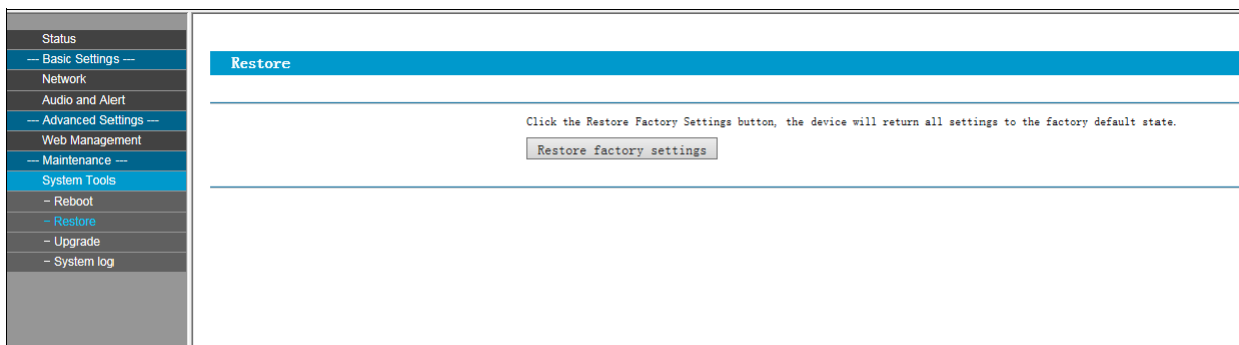 Status
--- Basic Settings ---
Network
Audio and Alert
--- Advanced Settings ---
Web Management
--- Maintenance ---
System Tools
- Reboot
- Restore
- Upgrade
- System log
Restore
Click the Restore Factory Settings button, the device will return all settings to the factory default state.
Restore factory settings